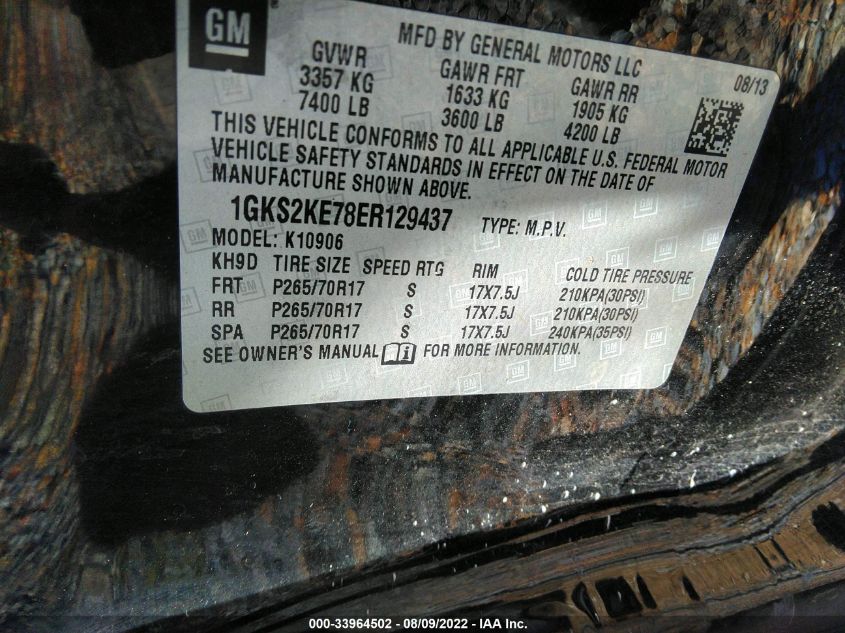 GM
MFD BY GENERAL MOTORS LLC
GVWR GAWR FRT GAWR RR 08/13
3357 KG 1633 KG 1905 KG
7400 LB 3600 LB 4200 LB
THIS VEHICLE CONFORMS TO ALL APPLICABLE U.S. FEDERAL MOTOR
VEHICLE SAFETY STANDARDS IN EFFECT ON THE DATE OF
MANUFACTURE SHOWN ABOVE.
1GKS2KE78ER129437 TYPE: M.P.V.
MODEL: K10906
KH9D TIRE SIZE SPEED RTG RIM COLD TIRE PRESSURE
FRT P265/70R17 S 17X7.5J 210KPA(30PSI)
RR P265/70R17 S 17X7.5J 210KPA(30PSI)
SPA P265/70R17 S 17X7.5J 240KPA(35PSI)
SEE OWNER'S MANUAL FOR MORE INFORMATION.
000-33964502 - 08/09/2022 - IAA Inc.